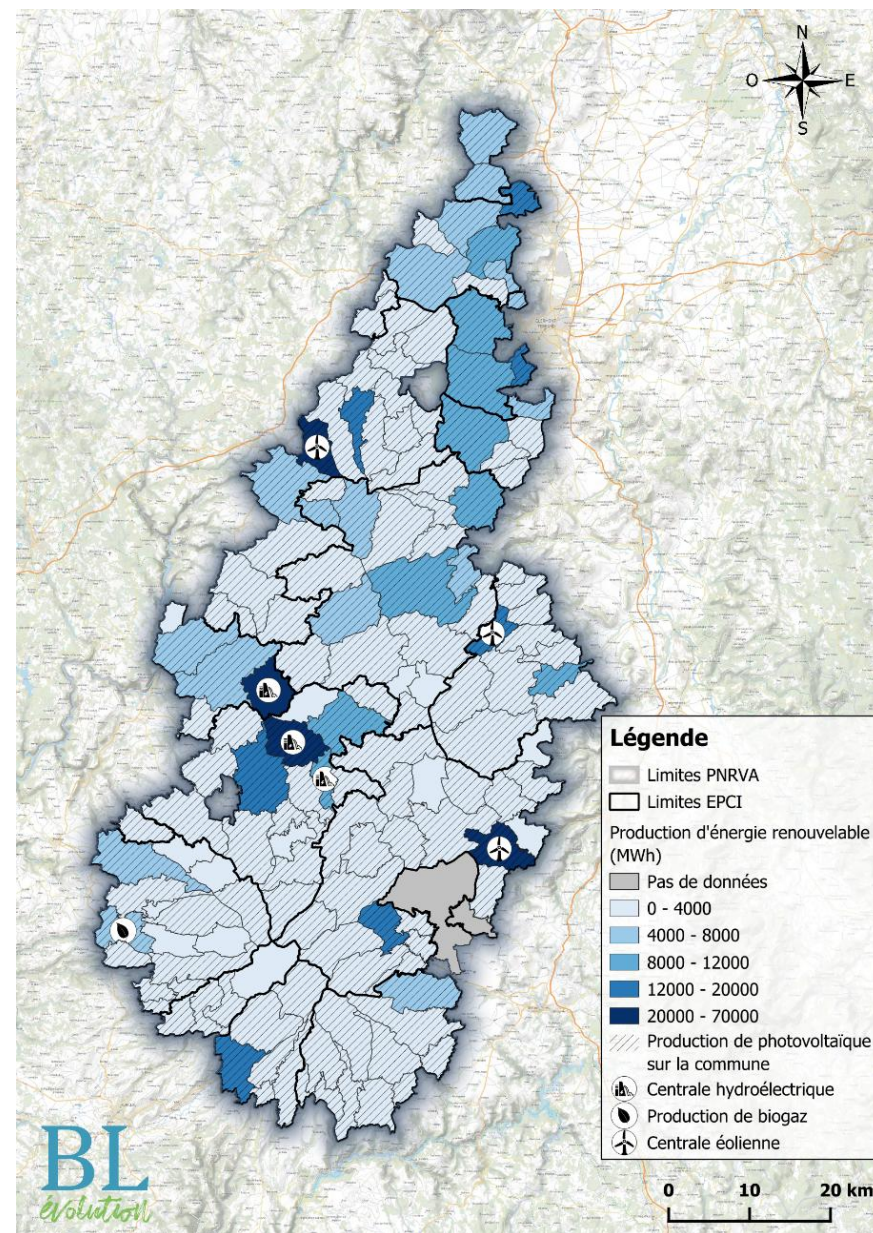 N
O
E
S
Légende
Limites PNRVA
Limites EPCI
Production d'énergie renouvelable
(MWh)
Pas de données
0 - 4000
4000 - 8000
8000 - 12000
12000 - 20000
20000 - 70000
Production de photovoltaïque
sur la commune
Centrale hydroélectrique
Production de biogaz
Centrale éolienne
BL
évolution
0 10 20 km